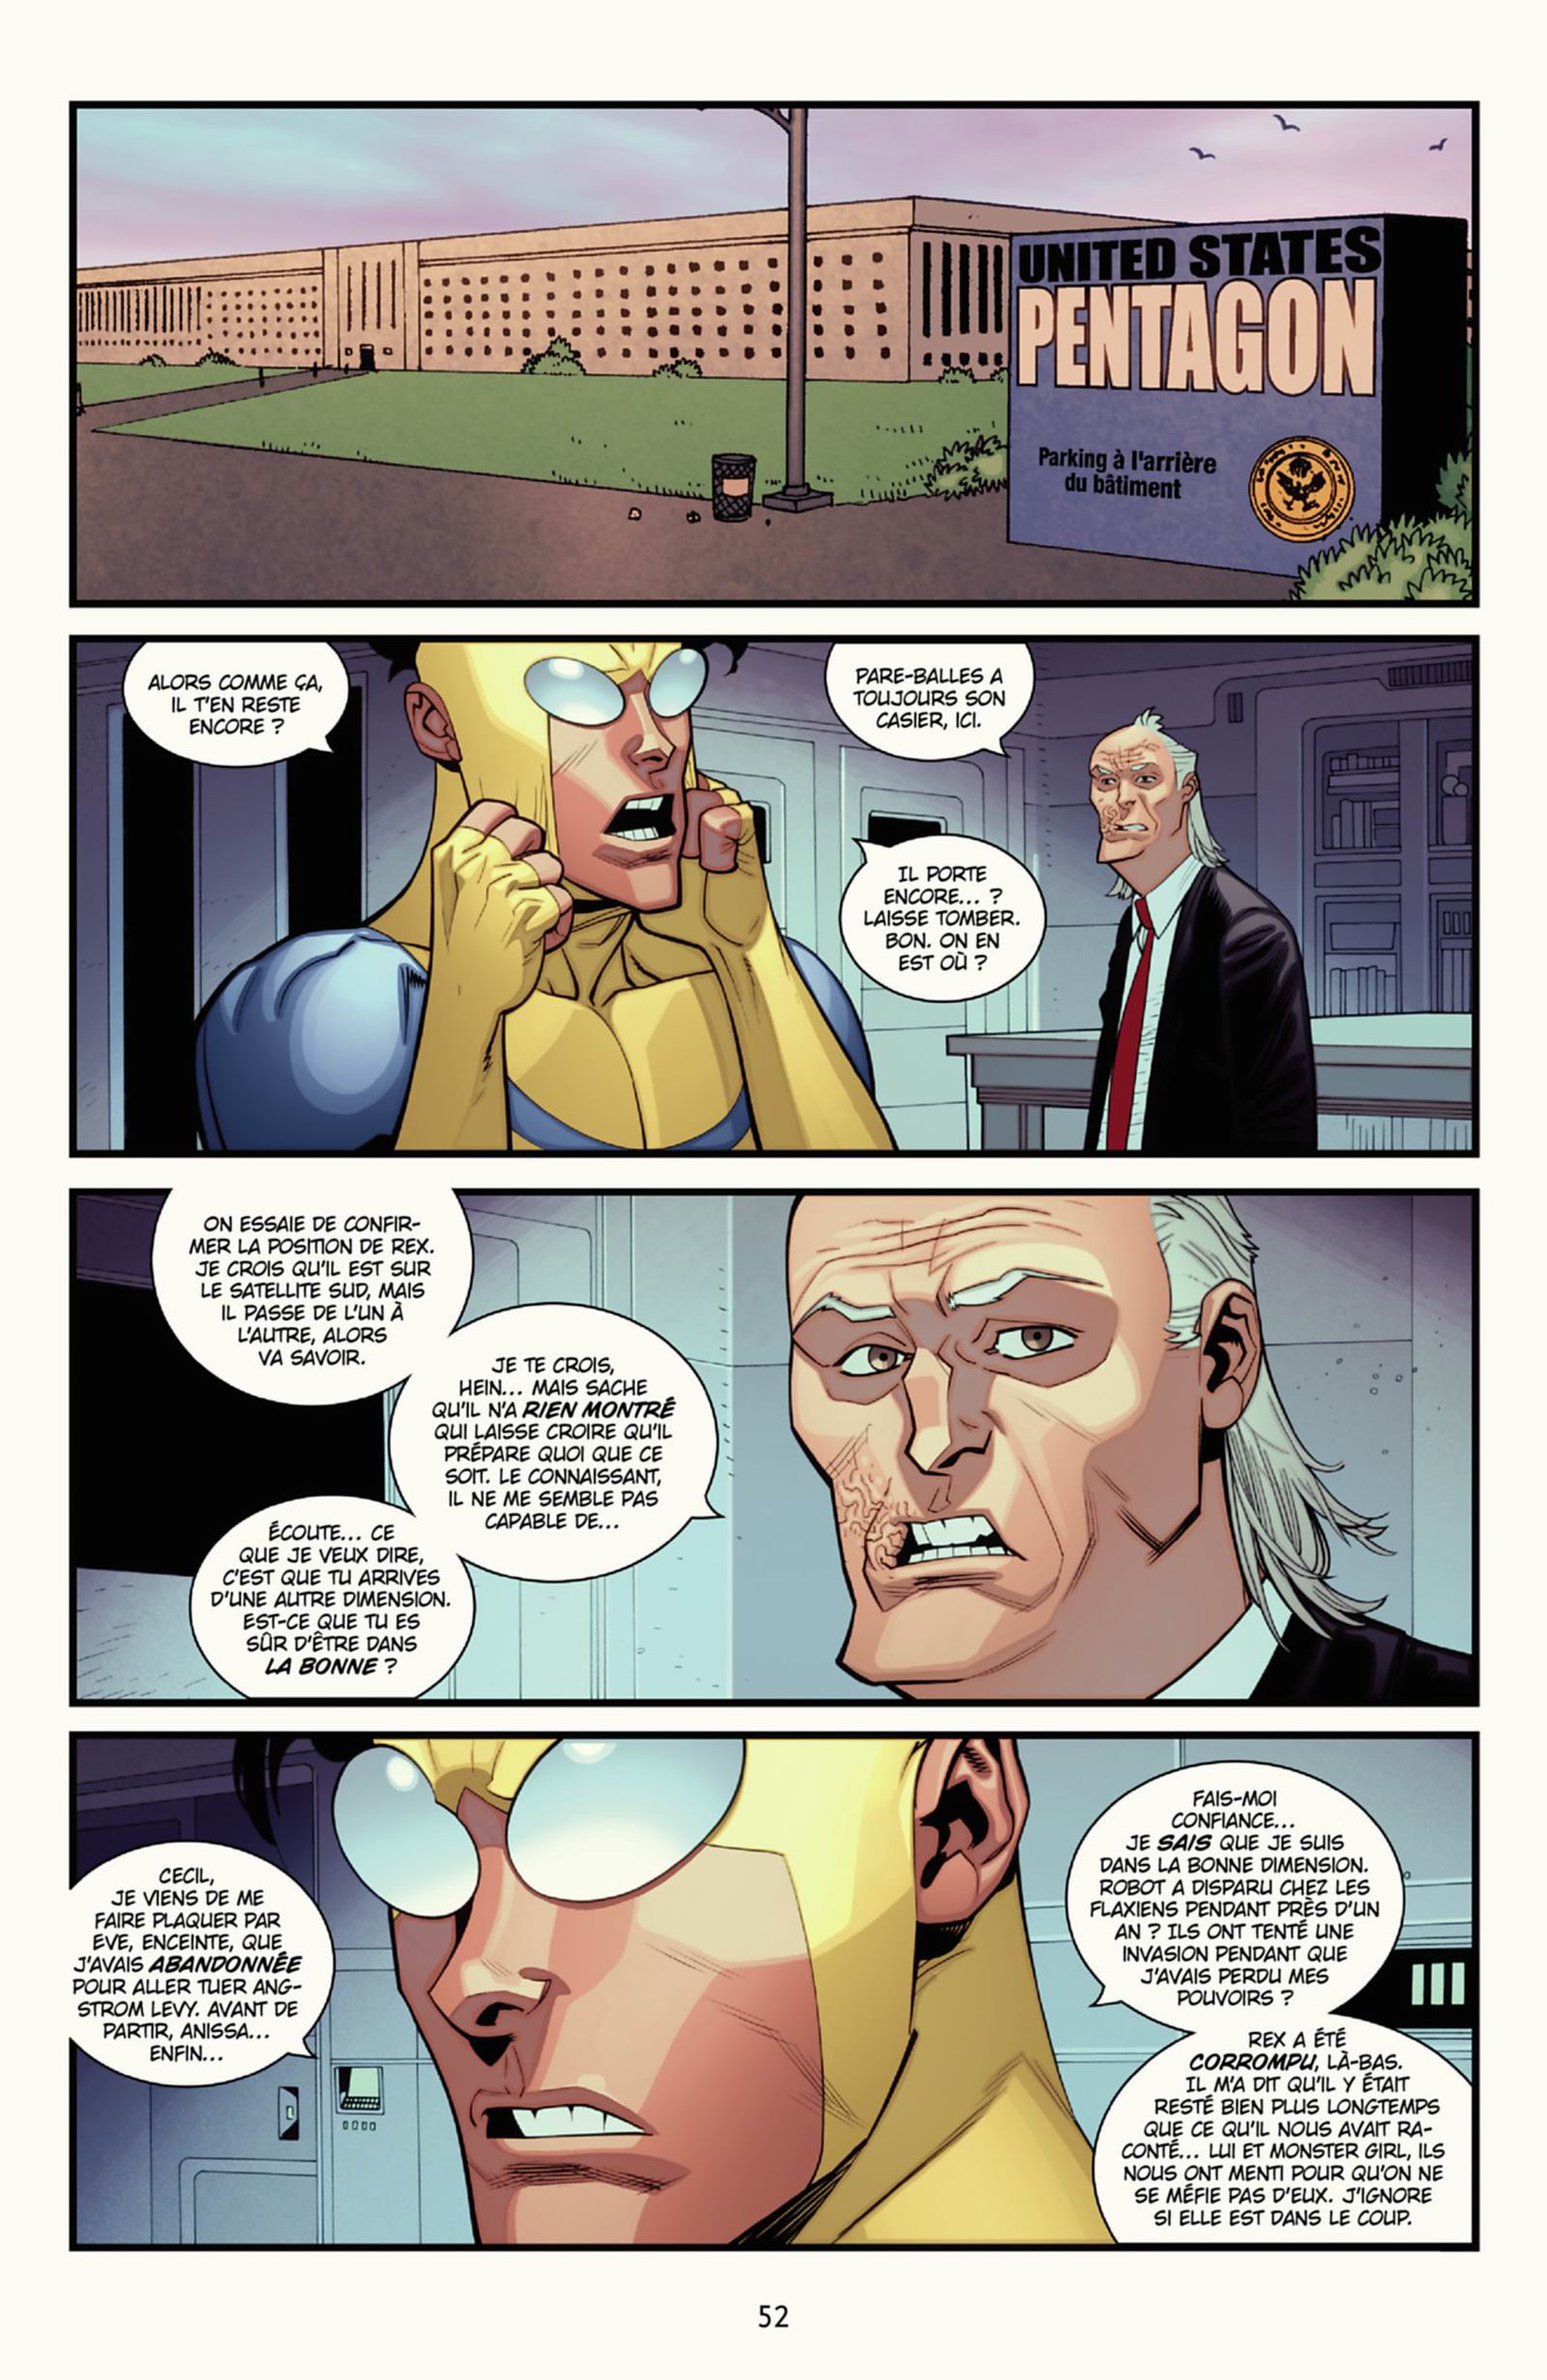 UNITED STATES
PENTAGON
Parking à l'arrière
du bâtiment
ALORS COMME ÇA,
IL T'EN RESTE
ENCORE ?
PARE-BALLES A
TOUJOURS SON
CASIER, ICI.
IL PORTE
ENCORE... ?
LAISSE TOMBER.
BON. ON EN
EST OÙ ?
ON ESSAIE DE CONFIR-
MER LA POSITION DE REX.
JE CROIS QU'IL EST SUR
LE SATELLITE SUD, MAIS
IL PASSE DE L'UN À
L'AUTRE, ALORS
VA SAVOIR.
JE TE CROIS,
HEIN... MAIS SACHE
QU'IL N'A RIEN MONTRÉ
QUI LAISSE CROIRE QU'IL
PRÉPARE QUOI QUE CE
SOIT. LE CONNAISSANT,
IL NE ME SEMBLE PAS
CAPABLE DE...
ÉCOUTE... CE
QUE JE VEUX DIRE,
C'EST QUE TU ARRIVES
D'UNE AUTRE DIMENSION.
EST-CE QUE TU ES
SÛR D'ÊTRE DANS
LA BONNE ?
CECIL,
JE VIENS DE ME
FAIRE PLAQUER PAR
EVE, ENCEINTE, QUE
J'AVAIS ABANDONNÉE
POUR ALLER TUER ANG-
STROM LEVY. AVANT DE
PARTIR, ANISSA...
ENFIN...
FAIS-MOI
CONFIANCE...
JE SAIS QUE JE SUIS
DANS LA BONNE DIMENSION.
ROBOT A DISPARU CHEZ LES
FLAXIENS PENDANT PRÈS D'UN
AN ? ILS ONT TENTÉ UNE
INVASION PENDANT QUE
J'AVAIS PERDU MES
POUVOIRS ?
REX A ÉTÉ
CORROMPU, LÀ-BAS.
IL M'A DIT QU'IL Y ÉTAIT
RESTÉ BIEN PLUS LONGTEMPS
QUE CE QU'IL NOUS AVAIT RA-
CONTÉ... LUI ET MONSTER GIRL, ILS
NOUS ONT MENTI POUR QU'ON NE
SE MÉFIE PAS D'EUX. J'IGNORE
SI ELLE EST DANS LE COUP.
52